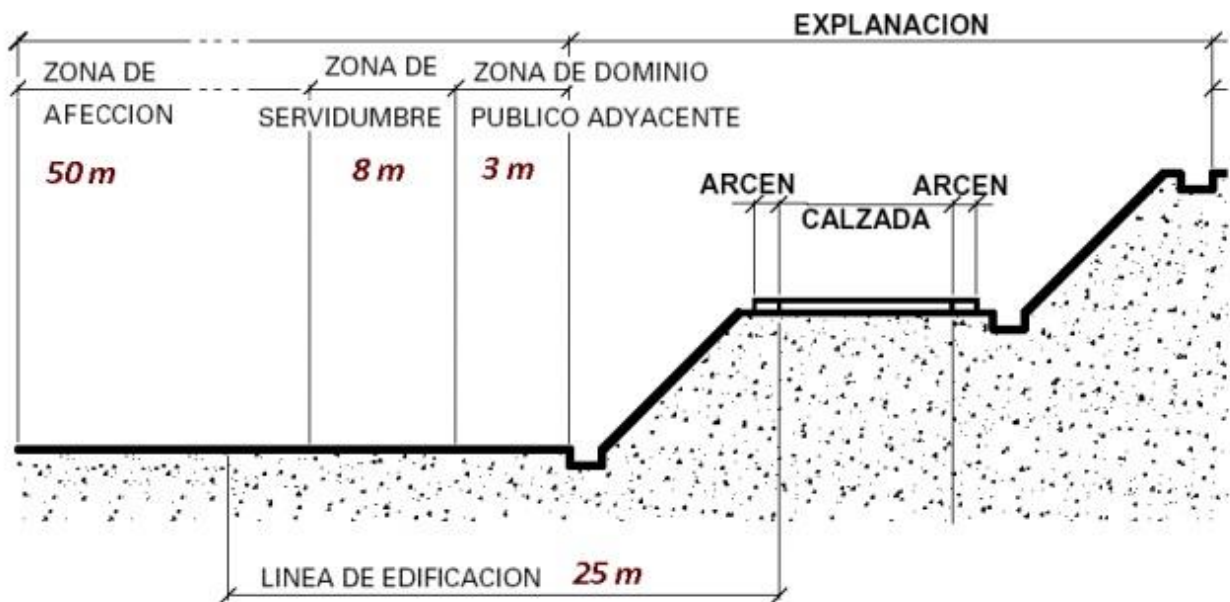 EXPLANACION
ZONA DE
AFECCION
50 m
ZONA DE
SERVIDUMBRE
8 m
ZONA DE DOMINIO
PUBLICO ADYACENTE
3 m
ARCEN
ARCEN
CALZADA
LINEA DE EDIFICACION 25 m